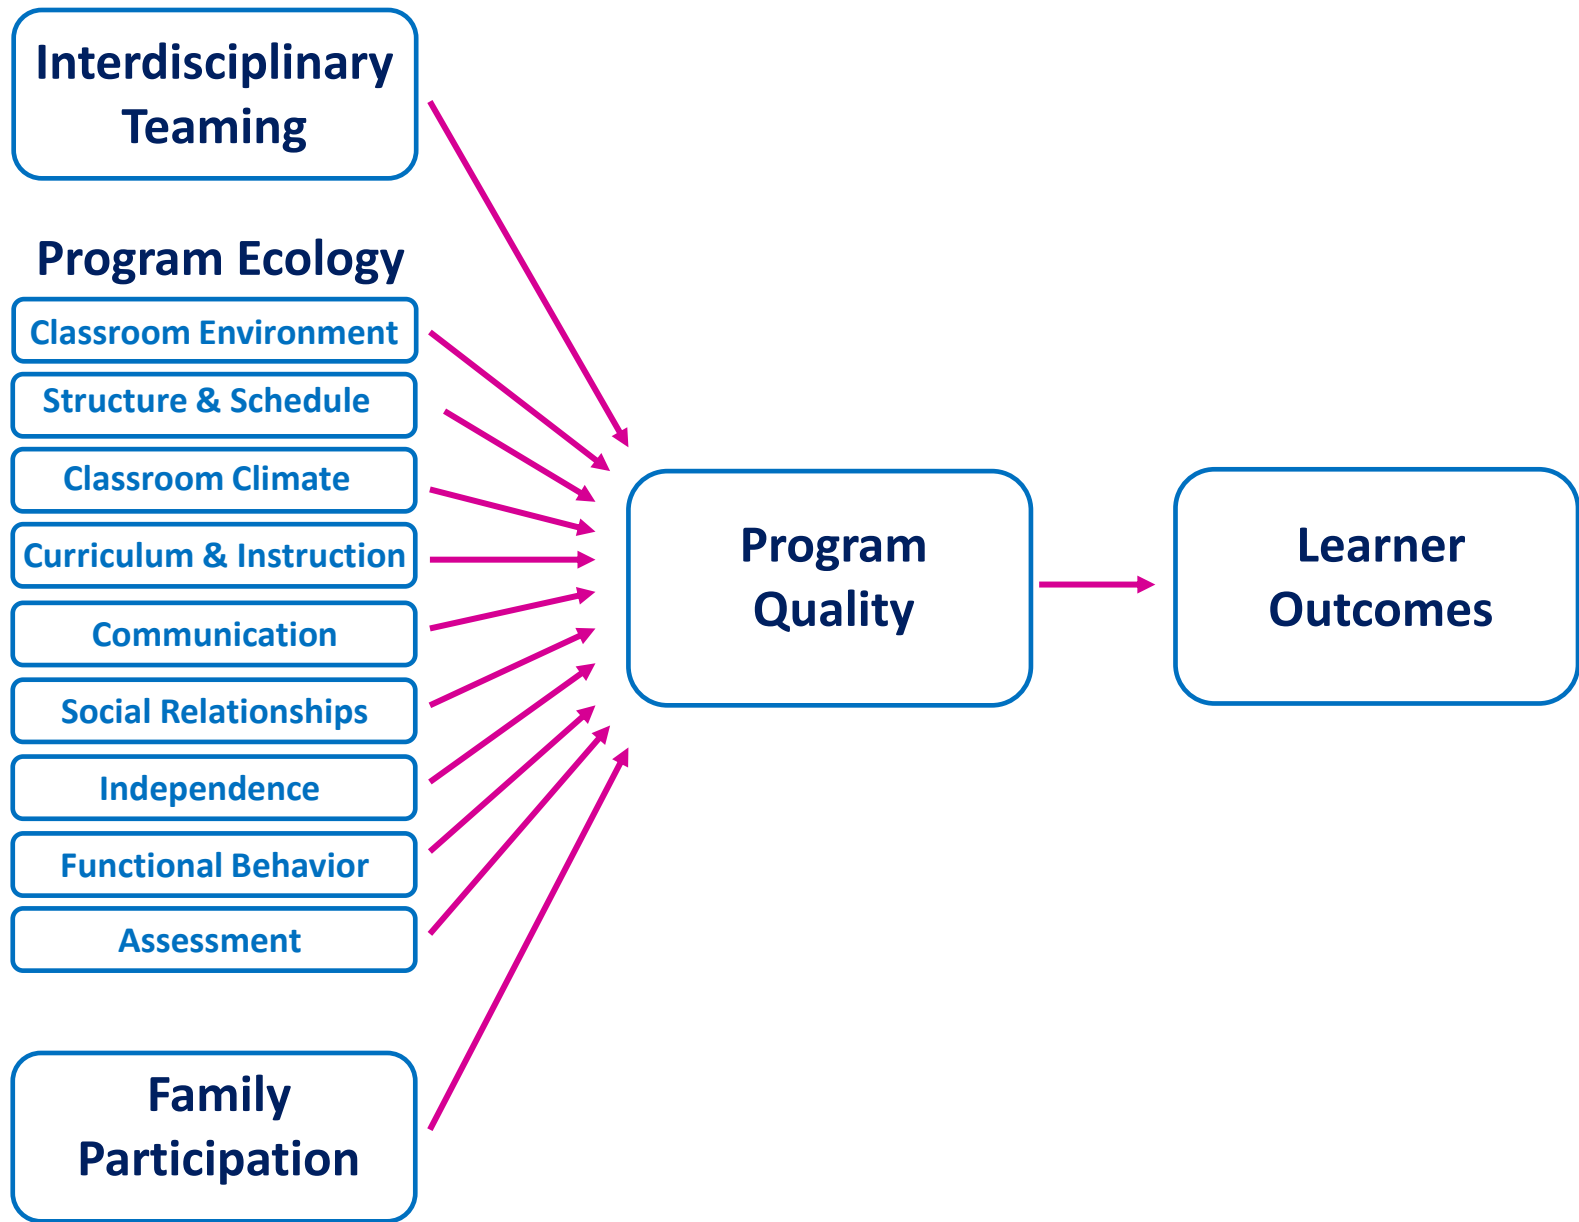 Interdisciplinary
Teaming
Program Ecology
Classroom Environment
Structure & Schedule
Classroom Climate
Curriculum & Instruction
Communication
Social Relationships
Independence
Functional Behavior
Assessment
Family
Participation
Program
Quality
Learner
Outcomes